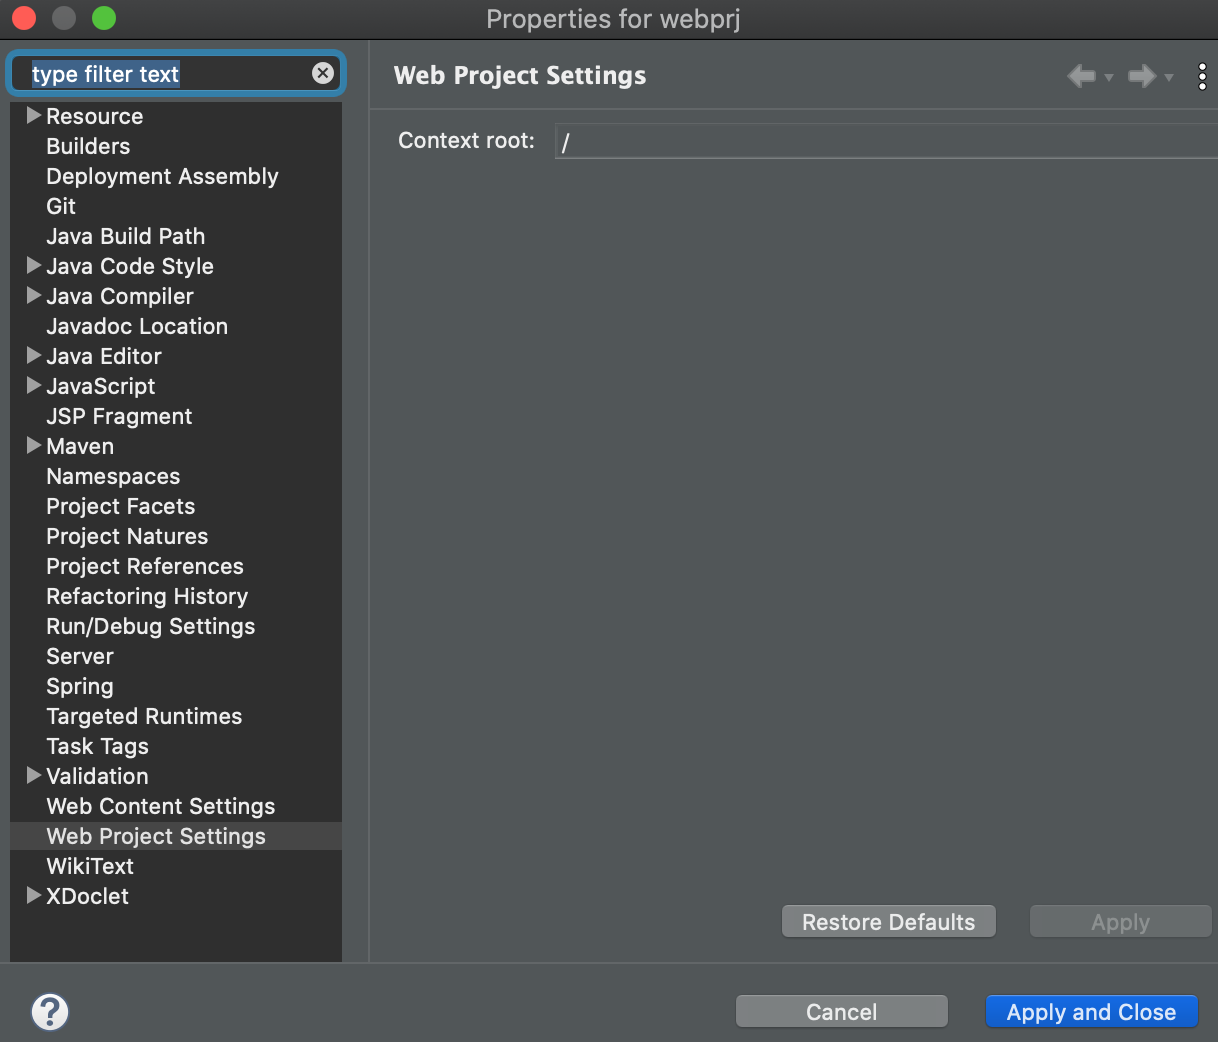 Properties for webprj
type filter text
Resource
Builders
Deployment Assembly
Git
Java Build Path
Java Code Style
Java Compiler
Javadoc Location
Java Editor
JavaScript
JSP Fragment
Maven
Namespaces
Project Facets
Project Natures
Project References
Refactoring History
Run/Debug Settings
Server
Spring
Targeted Runtimes
Task Tags
Validation
Web Content Settings
Web Project Settings
WikiText
XDoclet
Web Project Settings
Context root: /
Restore Defaults Apply
? Cancel Apply and Close